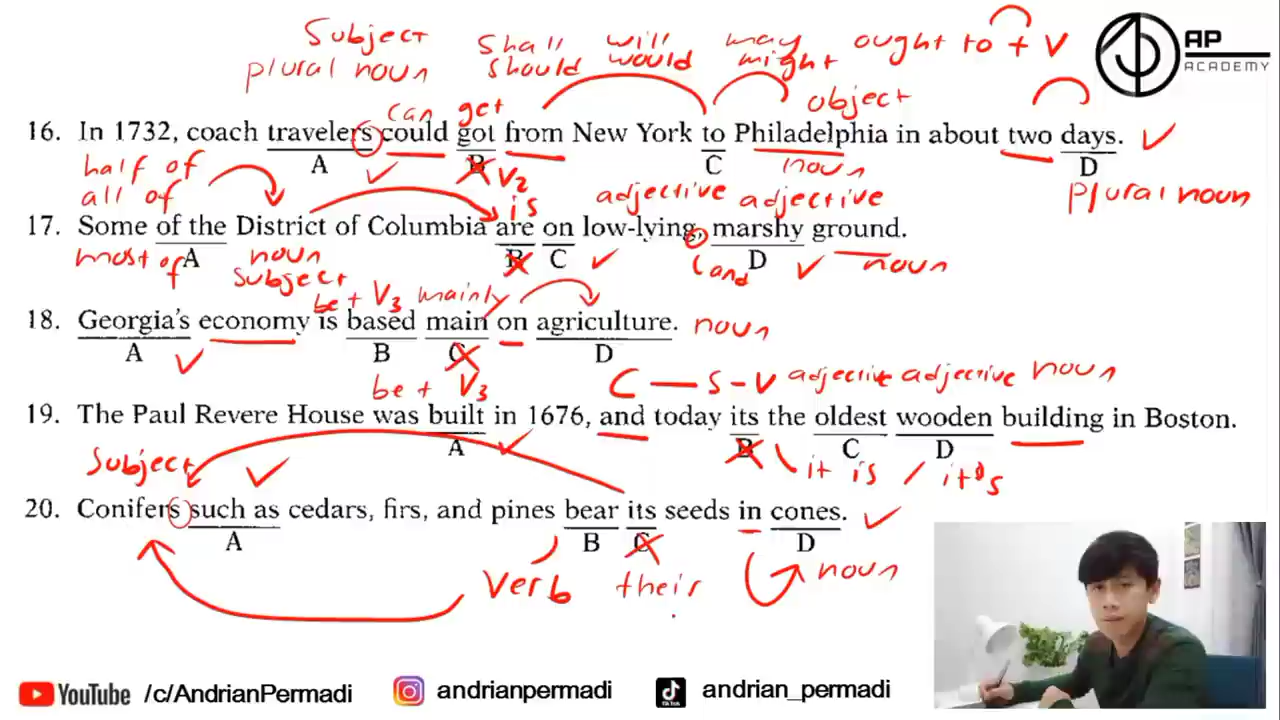 Subject shall will may ought to + V
plural noun should would might
AP
ACADEMY
can get object
16. In 1732, coach travelers could got from New York to Philadelphia in about two days.
A B C D
half of V2 noun
all of is adjective adjective plural noun
17. Some of the District of Columbia are on low-lying, marshy ground.
A B C D
most of noun land noun
subject
be + V3 mainly
18. Georgia's economy is based main on agriculture. noun
A B C D
be + V3 C — S - V adjective adjective noun
19. The Paul Revere House was built in 1676, and today its the oldest wooden building in Boston.
A B C D
Subject it is / it's
20. Conifers such as cedars, firs, and pines bear its seeds in cones.
A B C D
verb their noun
YouTube /c/AndrianPermadi andrianpermadi TikTok andrian_permadi